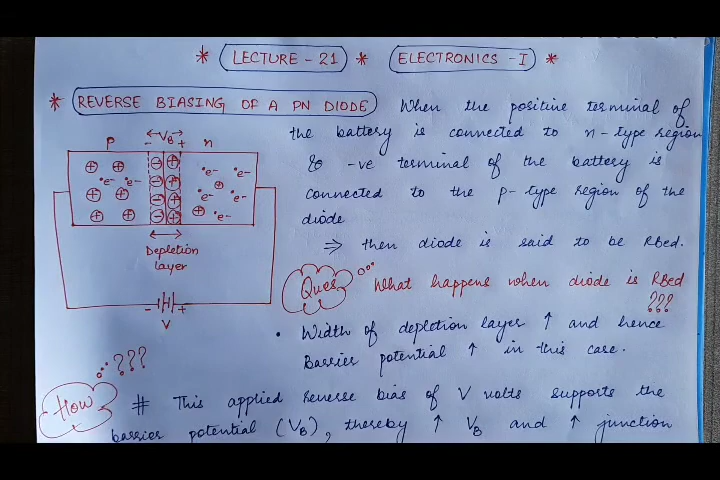 * LECTURE - 21 * ELECTRONICS - I *
* REVERSE BIASING OF A PN DIODE
When the positive terminal of
the battery is connected to n-type region
& -ve terminal of the battery is
connected to the p-type region of the
diode
⇒ then diode is said to be RBed.
P - VB + n
+ + - + e-
e- e- - + + e-
+ + - + e- e-
+ + - + + e-
Depletion
layer
- +
V
Ques What happens when diode is RBed
???
• Width of depletion layer ↑ and hence
Barrier potential ↑ in this case.
???
How # This applied reverse bias of V volts supports the
barrier potential (VB), thereby ↑ VB and ↑ junction